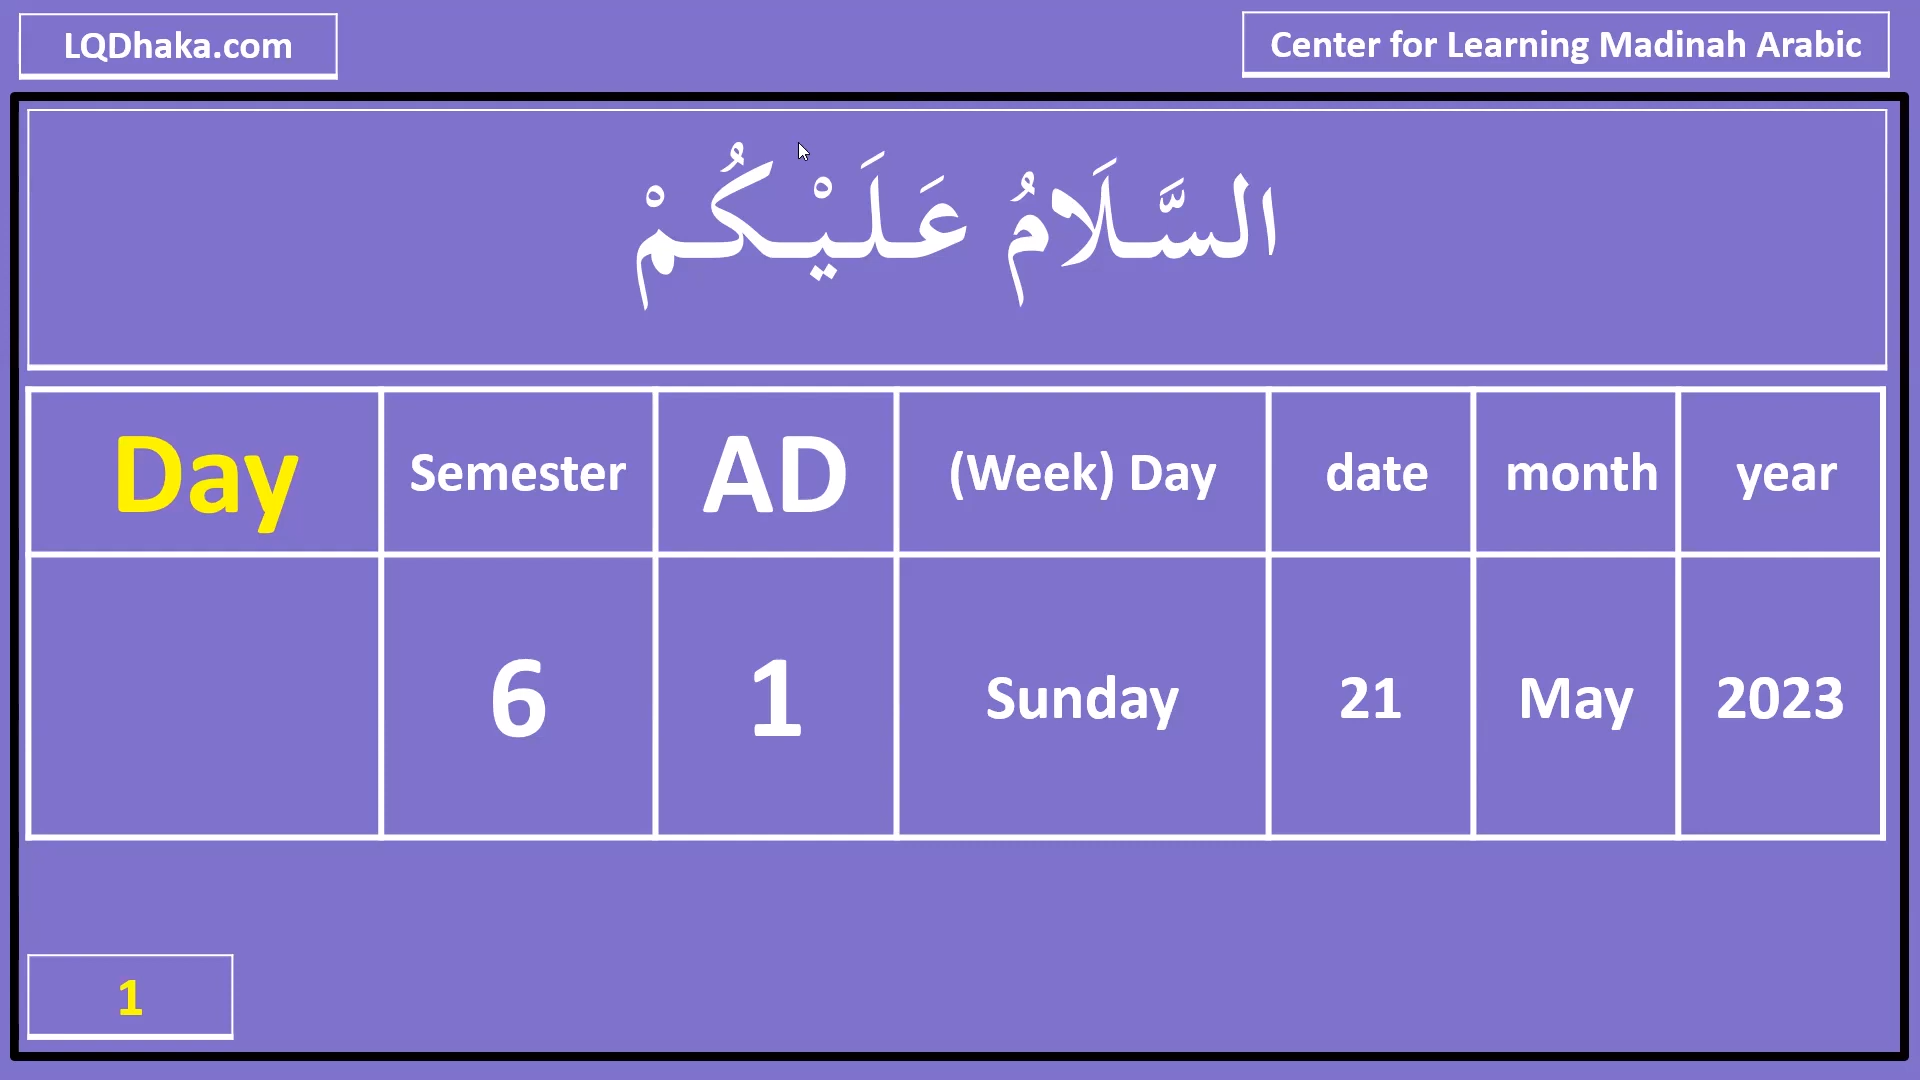 LQDhaka.com
Center for Learning Madinah Arabic
السَّلَامُ عَلَيْكُمْ
Day Semester AD (Week) Day date month year
6 1 Sunday 21 May 2023
1